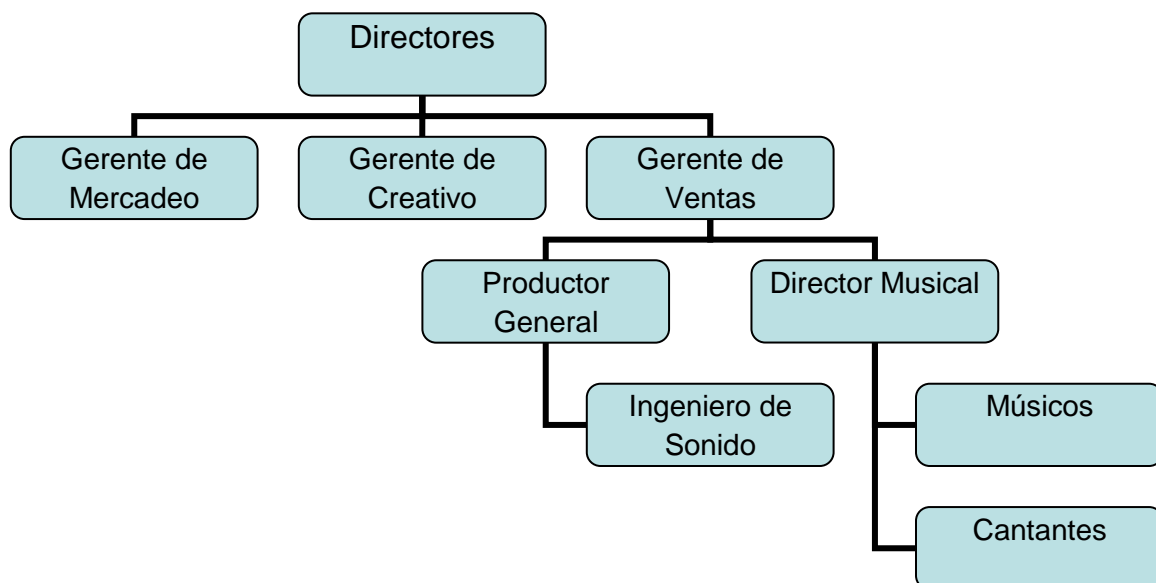 Directores
Gerente de
Mercadeo
Gerente de
Creativo
Gerente de
Ventas
Productor
General
Director Musical
Ingeniero de
Sonido
Músicos
Cantantes